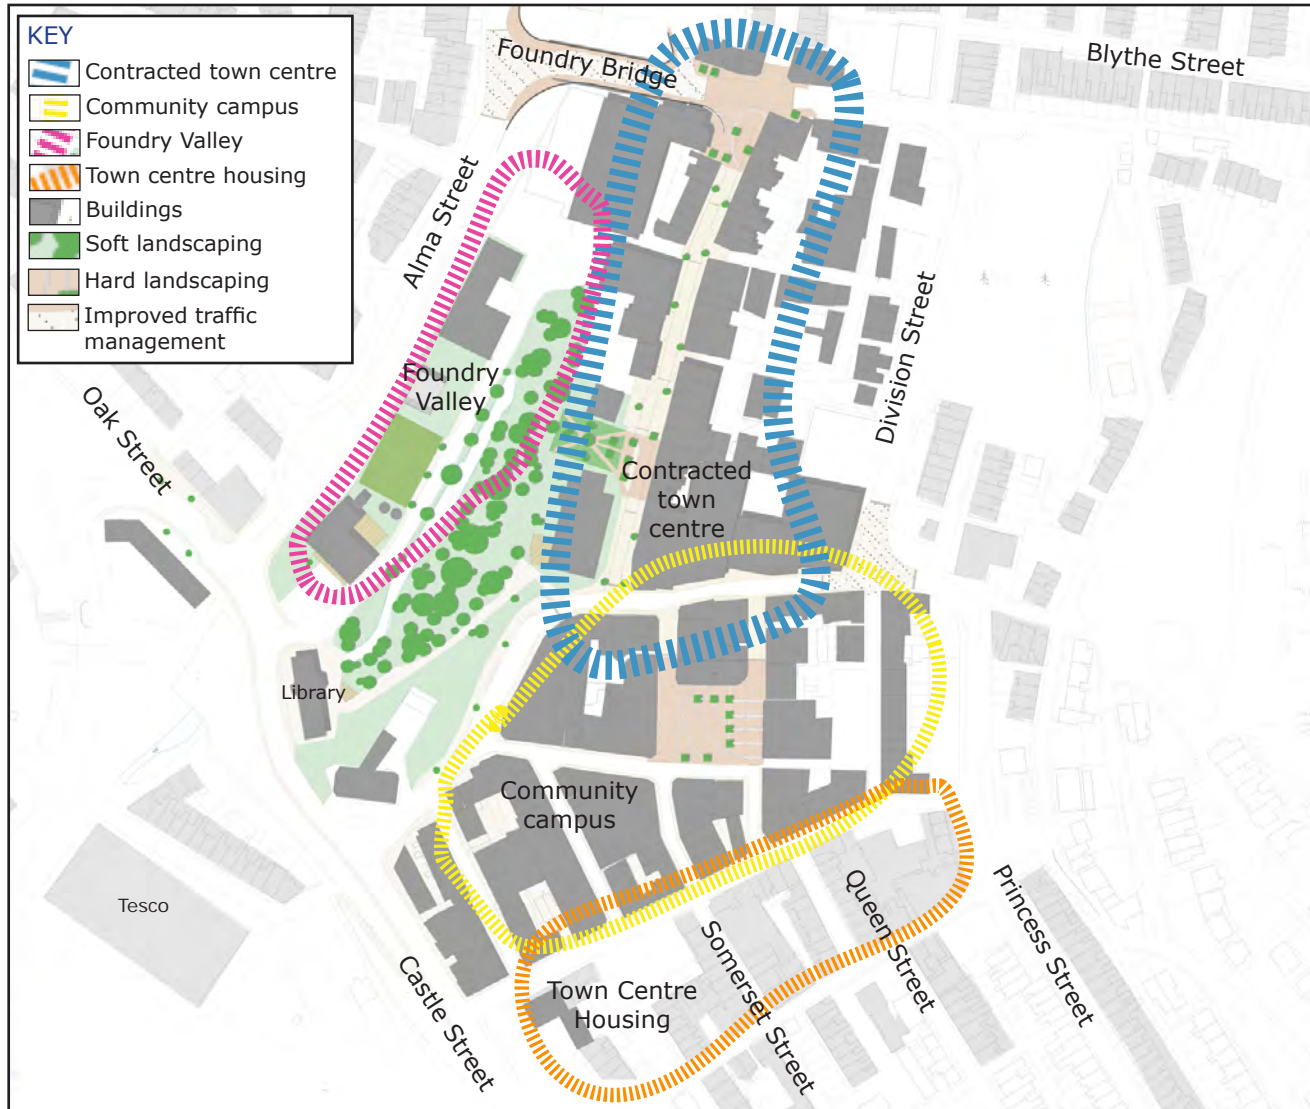 KEY
Contracted town centre
Community campus
Foundry Valley
Town centre housing
Buildings
Soft landscaping
Hard landscaping
Improved traffic
management
Foundry Bridge
Blythe Street
Alma Street
Division Street
Oak Street
Foundry
Valley
Contracted
town
centre
Library
Community
campus
Tesco
Castle Street
Town Centre
Housing
Somerset Street
Queen Street
Princess Street